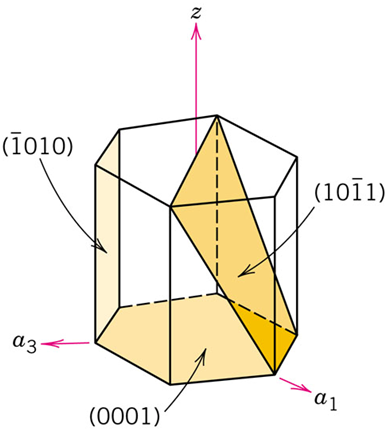 z
(1̅010)
(101̅1)
a₃
a₁
(0001)